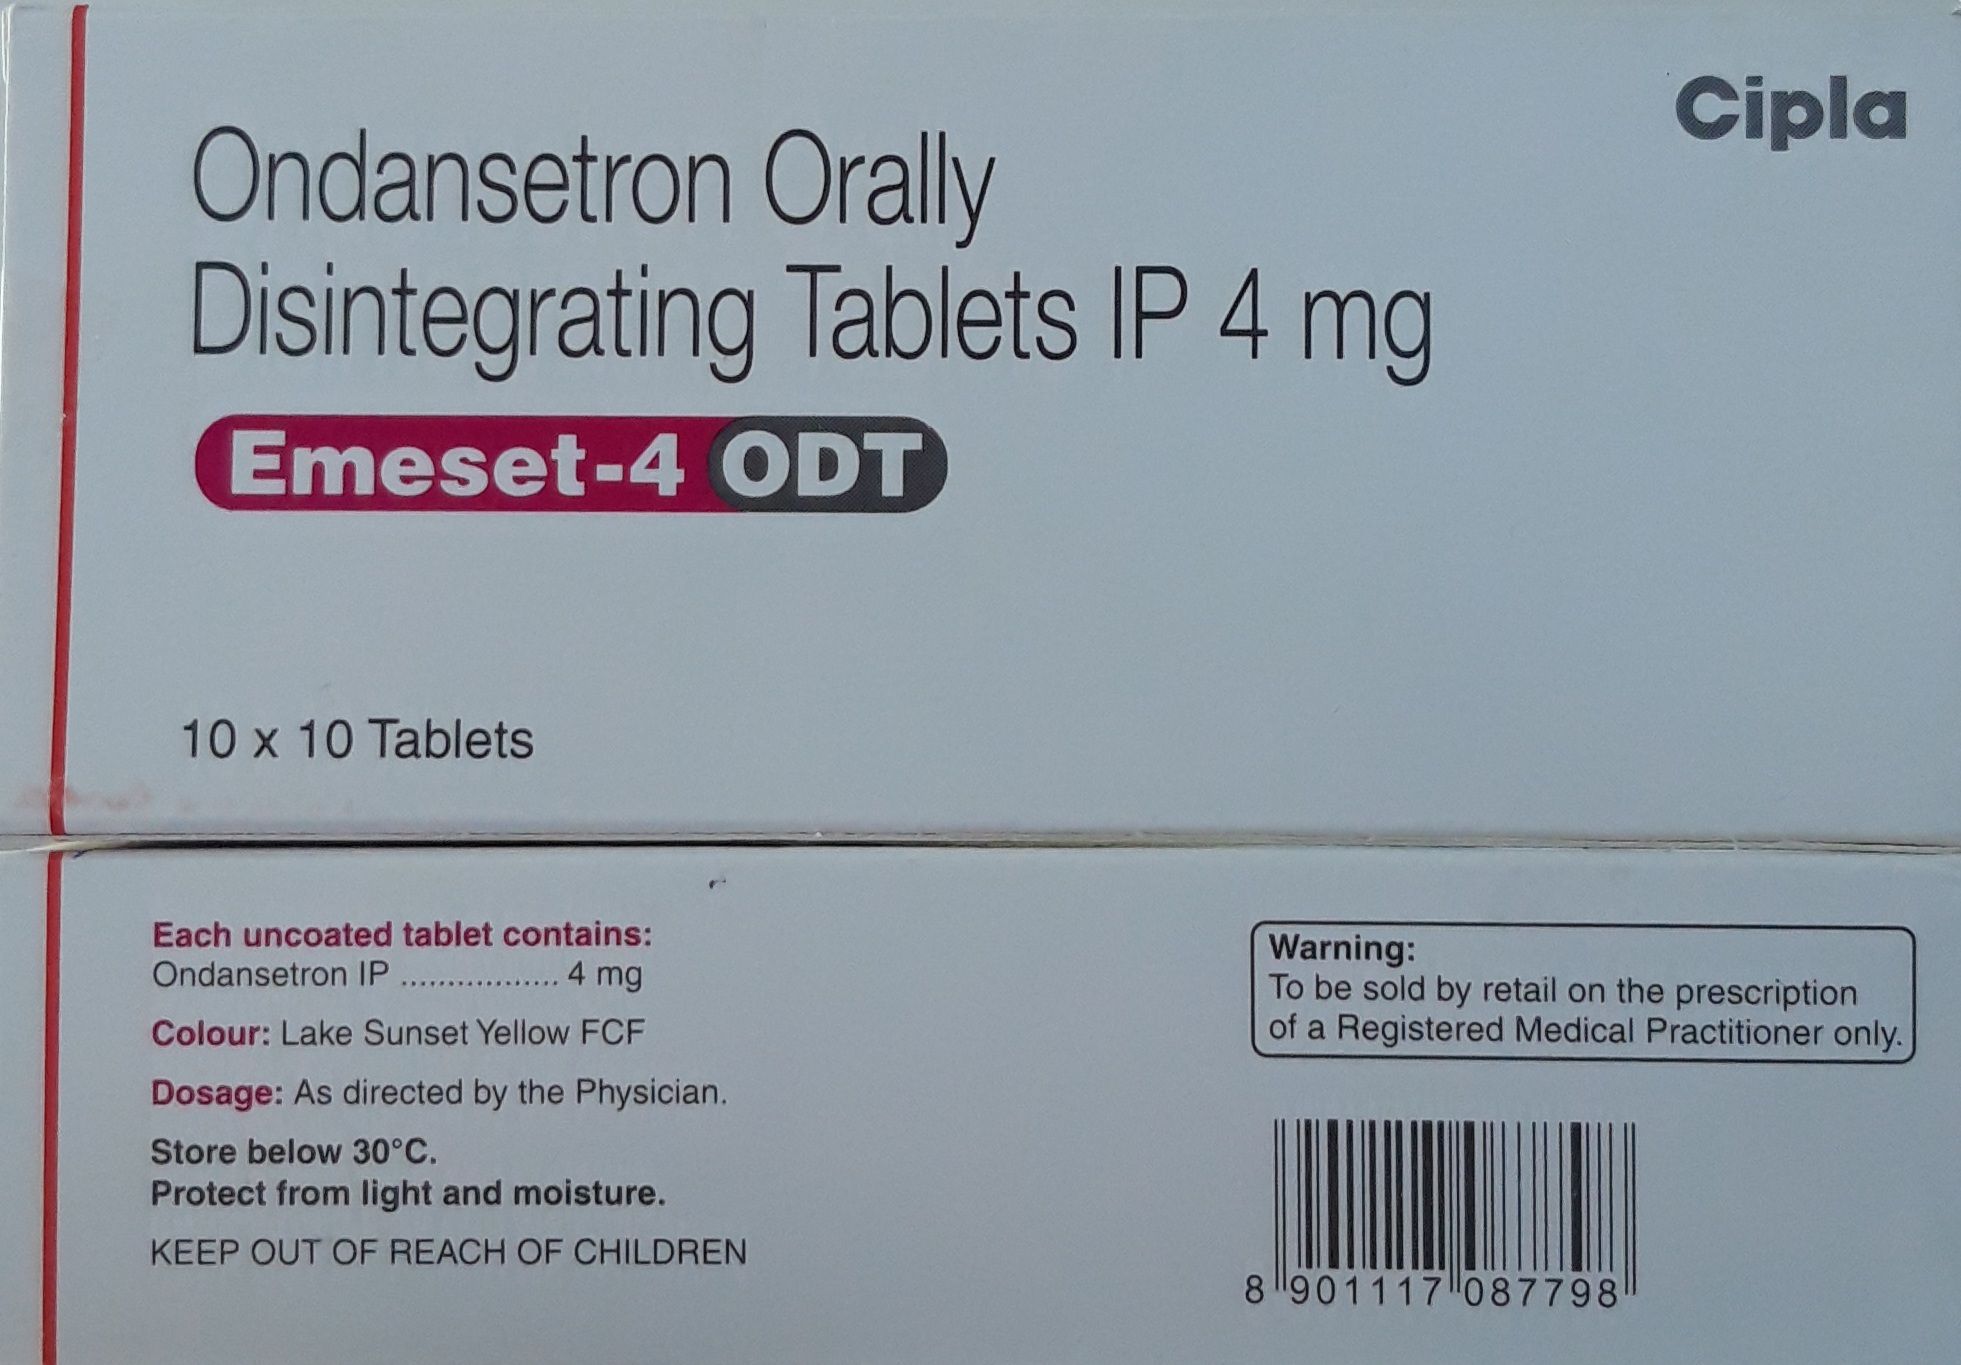 Cipla
Ondansetron Orally
Disintegrating Tablets IP 4 mg
Emeset-4 ODT
10 x 10 Tablets
Each uncoated tablet contains:
Ondansetron IP ................. 4 mg
Colour: Lake Sunset Yellow FCF
Dosage: As directed by the Physician.
Store below 30°C.
Protect from light and moisture.
KEEP OUT OF REACH OF CHILDREN
Warning:
To be sold by retail on the prescription
of a Registered Medical Practitioner only.
8 901117 087798